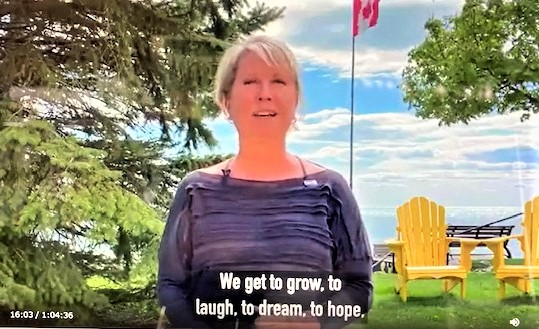 We get to grow, to
laugh, to dream, to hope,
16:03 / 1:04:36